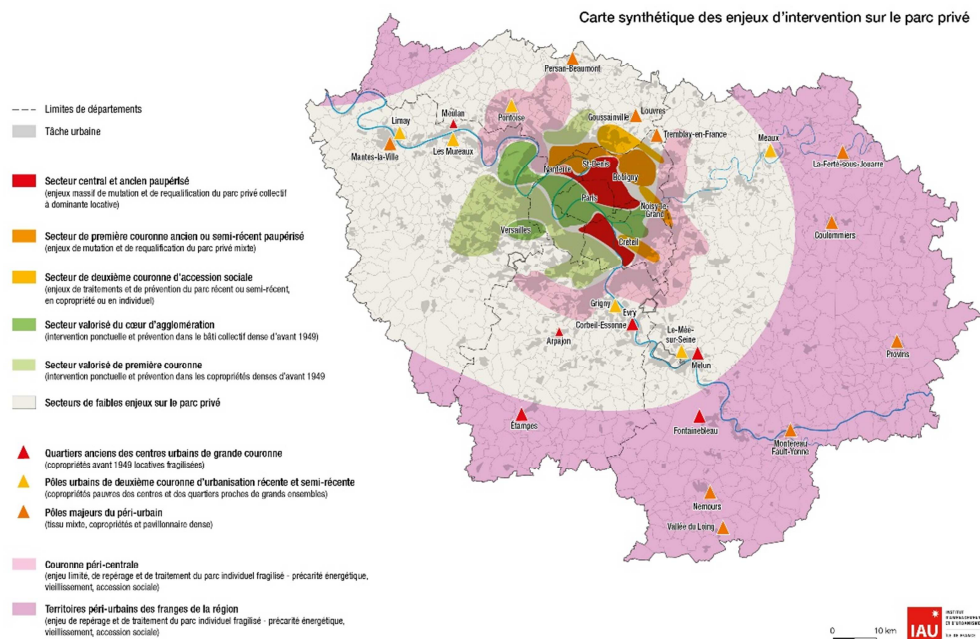 Carte synthétique des enjeux d'intervention sur le parc privé
Limites de départements
Tâche urbaine
Secteur central et ancien paupérisé
(enjeu massif de mutation et de requalification du parc privé collectif
à dominante locative)
Secteur de première couronne ancien ou semi-récent paupérisé
(enjeux de mutation et de requalification du parc privé mixte)
Secteur de deuxième couronne d'accession sociale
(enjeux de traitements et de prévention du parc récent ou semi-récent,
en copropriété ou en individuel)
Secteur valorisé du cœur d'agglomération
(intervention ponctuelle et prévention dans le bâti collectif dense d'avant 1949)
Secteur valorisé de première couronne
(intervention ponctuelle et prévention dans les copropriétés denses d'avant 1949
Secteurs de faibles enjeux sur le parc privé
Quartiers anciens des centres urbains de grande couronne
(copropriétés avant 1949 locatives fragilisées)
Pôles urbains de deuxième couronne d'urbanisation récente et semi-récente
(copropriétés pauvres des centres et des quartiers proches de grands ensembles)
Pôles majeurs du péri-urbain
(tissu mixte, copropriétés et pavillonnaire dense)
Couronne péri-centrale
(enjeu limité, de repérage et de traitement du parc individuel fragilisé - précarité énergétique,
vieillissement, accession sociale)
Territoires péri-urbains des franges de la région
(enjeu de repérage et de traitement du parc individuel fragilisé - précarité énergétique,
vieillissement, accession sociale)
Persan-Beaumont
Pontoise
Louvres
Goussainville
Tremblay-en-France
Meulan
Limay
Mantes-la-Ville
Les Mureaux
Meaux
La-Ferté-sous-Jouarre
Nanterre
St-Denis
Bobigny
Paris
Noisy-le-
Grand
Coulommiers
Versailles
Créteil
Grigny
Evry
Corbeil-Essonne
Arpajon
Le-Mée-
sur-Seine
Melun
Provins
Étampes
Fontainebleau
Montereau
Fault-Yonne
Nemours
Vallée du Loing
0 10 km
IAU